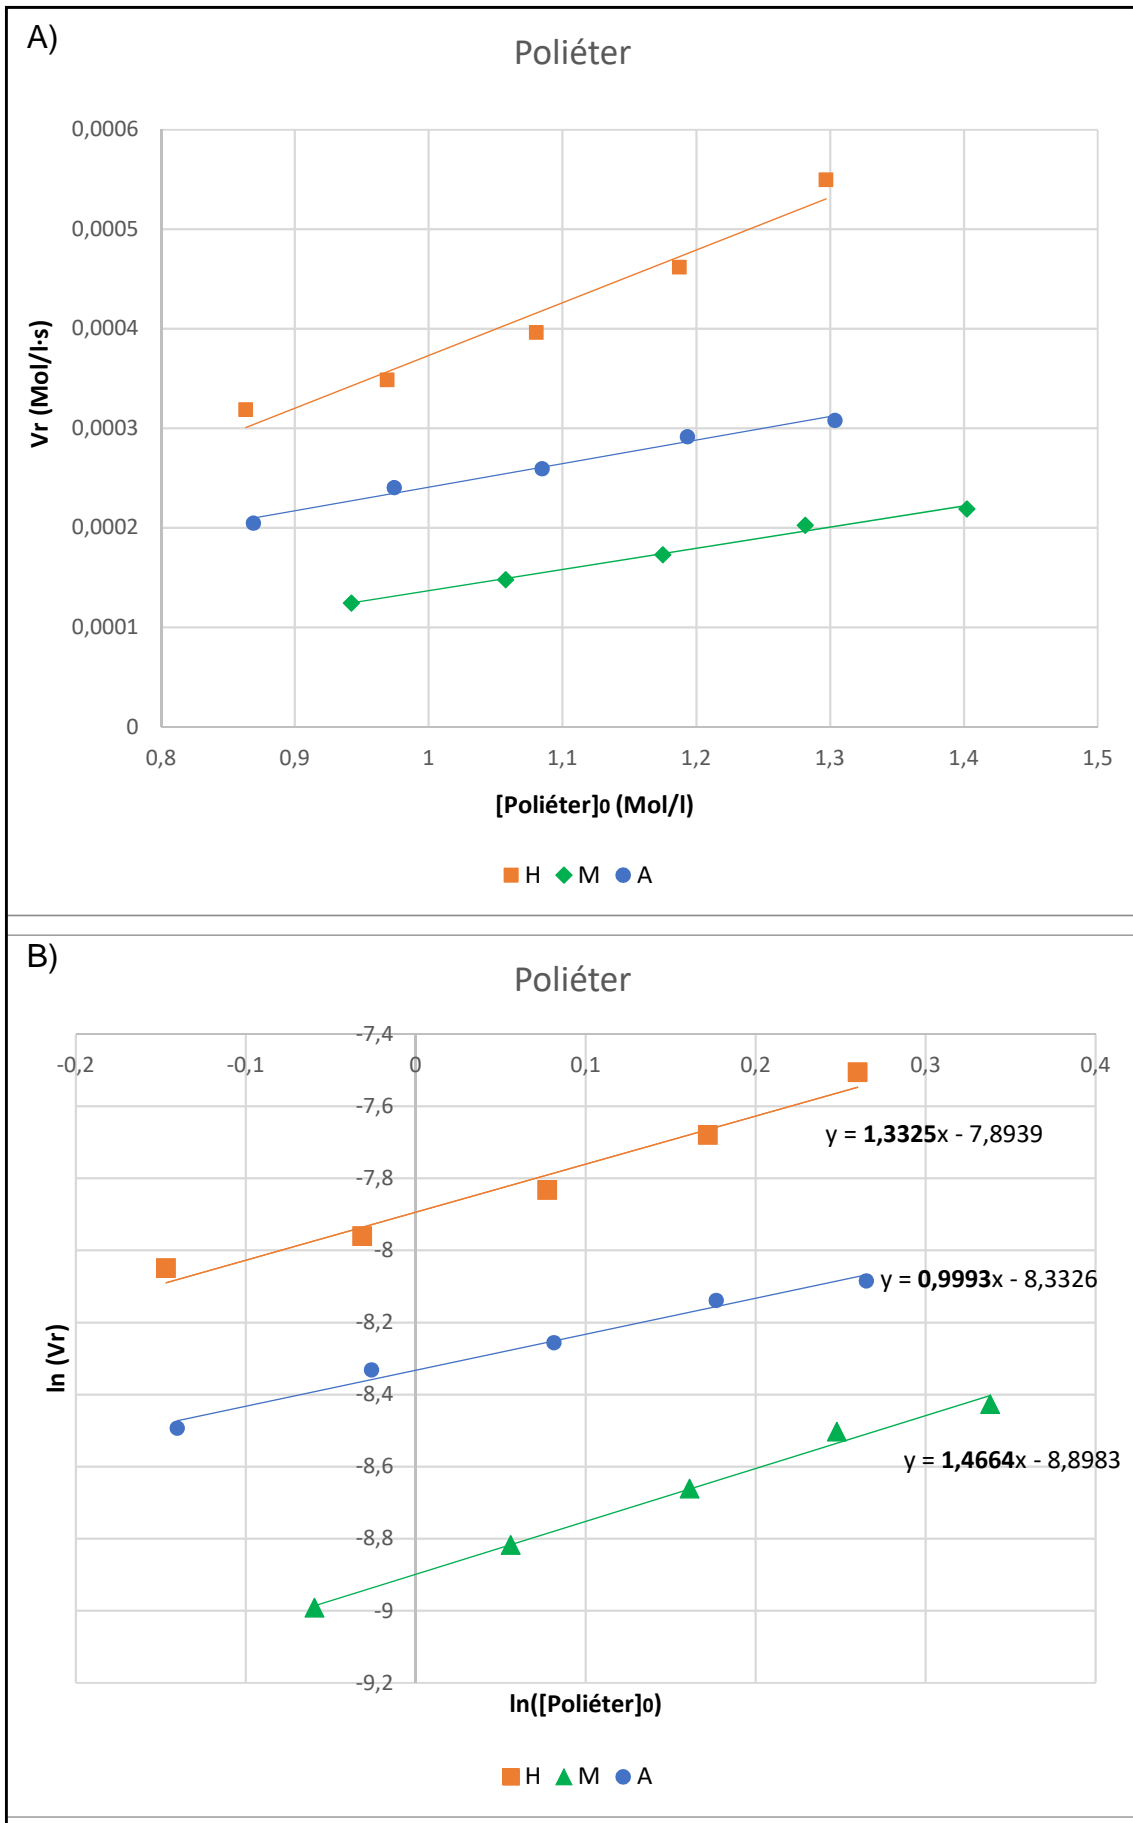 A)
Poliéter
0,0006
0,0005
0,0004
0,0003
0,0002
0,0001
0
Vr (Mol/l·s)
0,8 0,9 1 1,1 1,2 1,3 1,4 1,5
[Poliéter]0 (Mol/l)
H M A
B)
Poliéter
-7,4
-0,2 -0,1 0 0,1 0,2 0,3 0,4
-7,6
y = 1,3325x - 7,8939
-7,8
-8
y = 0,9993x - 8,3326
-8,2
ln (Vr)
-8,4
y = 1,4664x - 8,8983
-8,6
-8,8
-9
-9,2
ln([Poliéter]0)
H M A